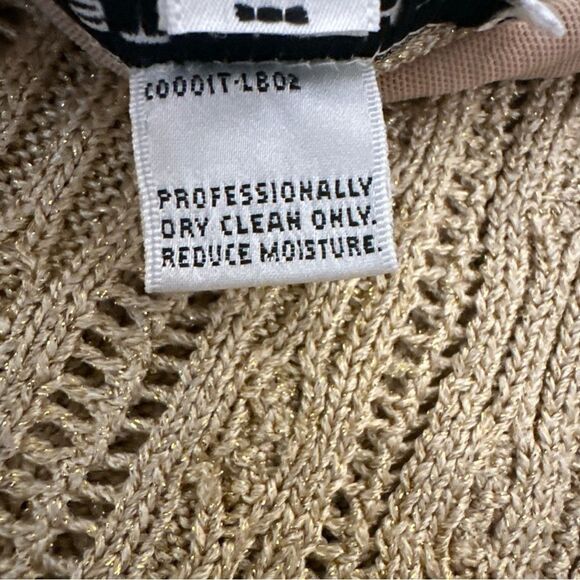 C0001T-LB02
PROFESSIONALLY
DRY CLEAN ONLY.
REDUCE MOISTURE.